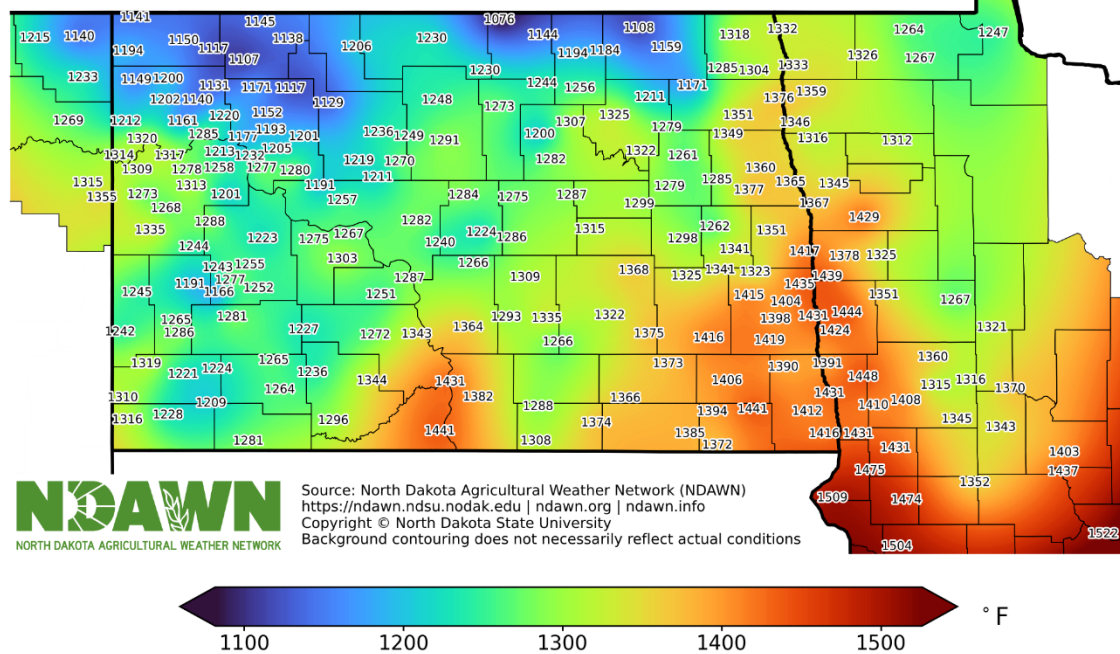 1141 1145 1076
1215 1140 1150 1138 1230 1144 1108 1318 1332 1264 1247
1194 1117 1107 1206 1194 1184 1159 1326 1267
1233 1149 1200 1131 1171 1117 1230 1244 1256 1171 1285 1304 1333
1202 1140 1129 1248 1273 1211 1376 1359
1269 1212 1161 1220 1152 1307 1325 1351 1346
1320 1285 1177 1193 1201 1236 1249 1291 1200 1279 1349 1316 1312
1314 1317 1213 1232 1205 1219 1270 1282 1322 1261
1309 1278 1258 1277 1280 1211 1360
1315 1313 1191 1279 1285 1365 1345
1355 1273 1201 1257 1284 1275 1287 1299 1377 1367
1268 1288 1282 1429
1335 1223 1275 1267 1240 1224 1286 1315 1298 1262 1351
1244 1303 1341 1417 1378 1325
1243 1255 1287 1266 1309 1368 1325 1341 1323 1439
1245 1191 1277 1166 1252 1251 1415 1435 1351 1267
1404
1265 1281 1293 1335 1322 1398 1431 1444
1242 1286 1227 1272 1343 1364 1266 1375 1416 1419 1424 1321
1319 1221 1224 1265 1236 1373 1390 1391 1360
1344 1431 1406 1448 1315 1316 1370
1310 1209 1264 1382 1288 1366 1431 1410 1408
1316 1228 1296 1374 1394 1441 1412 1345 1343
1281 1441 1308 1385 1372 1416 1431 1431 1403
1475 1437
1509 1474 1352
1504 1522
NDAWN
NORTH DAKOTA AGRICULTURAL WEATHER NETWORK
Source: North Dakota Agricultural Weather Network (NDAWN)
https://ndawn.ndsu.nodak.edu | ndawn.org | ndawn.info
Copyright © North Dakota State University
Background contouring does not necessarily reflect actual conditions
1100 1200 1300 1400 1500 °F